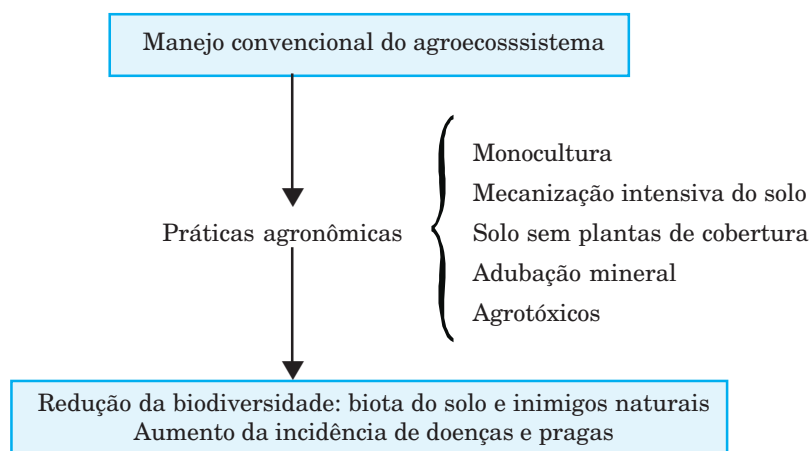 Manejo convencional do agroecosssistema
Monocultura
Mecanização intensiva do solo
Práticas agronômicas
Solo sem plantas de cobertura
Adubação mineral
Agrotóxicos
Redução da biodiversidade: biota do solo e inimigos naturais
Aumento da incidência de doenças e pragas